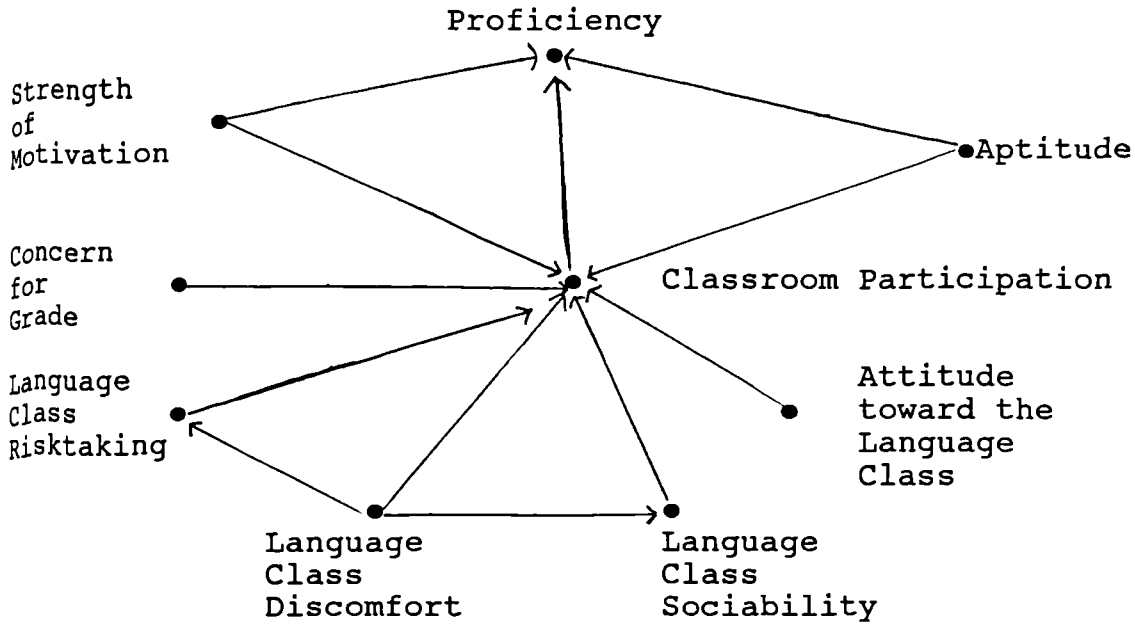 Proficiency
Strength
of
Motivation
Aptitude
Concern
for
Grade
Classroom Participation
Language
Class
Risktaking
Attitude
toward the
Language
Class
Language
Class
Discomfort
Language
Class
Sociability